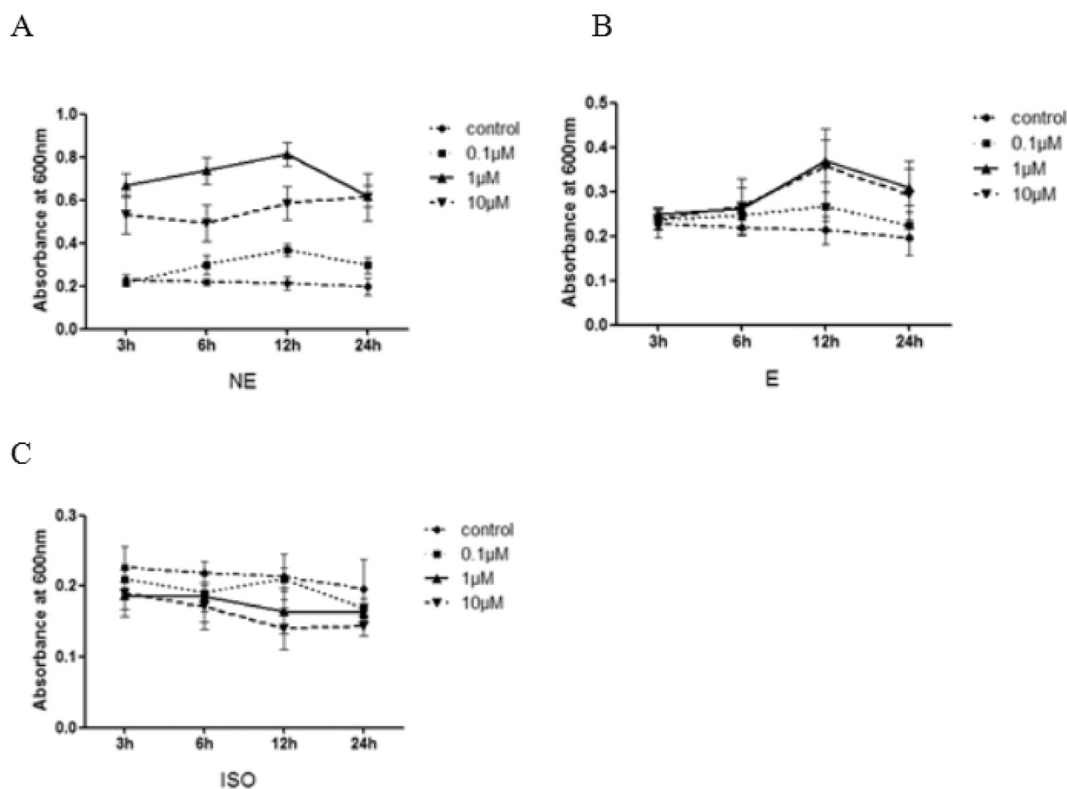 A
B
Absorbance at 600nm
1.0
0.8
0.6
0.4
0.2
0.0
3h 6h 12h 24h
NE
control
0.1µM
1µM
10µM
Absorbance at 600nm
0.5
0.4
0.3
0.2
0.1
0.0
3h 6h 12h 24h
E
control
0.1µM
1µM
10µM
C
Absorbance at 600nm
0.3
0.2
0.1
0.0
3h 6h 12h 24h
ISO
control
0.1µM
1µM
10µM